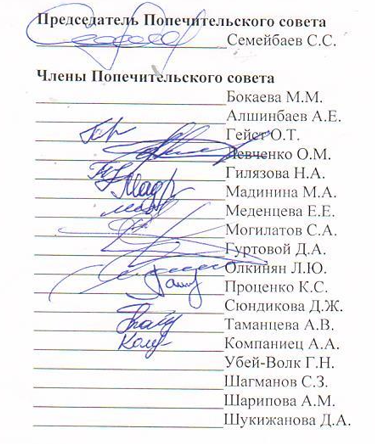 Председатель Попечительского совета
Семейбаев С.С.
Члены Попечительского совета
Бокаева М.М.
Алшинбаев А.Е.
Гейст О.Т.
Левченко О.М.
Гилязова Н.А.
Мадинина М.А.
Меденцева Е.Е.
Могилатов С.А.
Гуртовой Д.А.
Олкинян Л.Ю.
Проценко К.С.
Сюндикова Д.Ж.
Таманцева А.В.
Компаниец А.А.
Убей-Волк Г.Н.
Шагманов С.З.
Шарипова А.М.
Шукижанова Д.А.